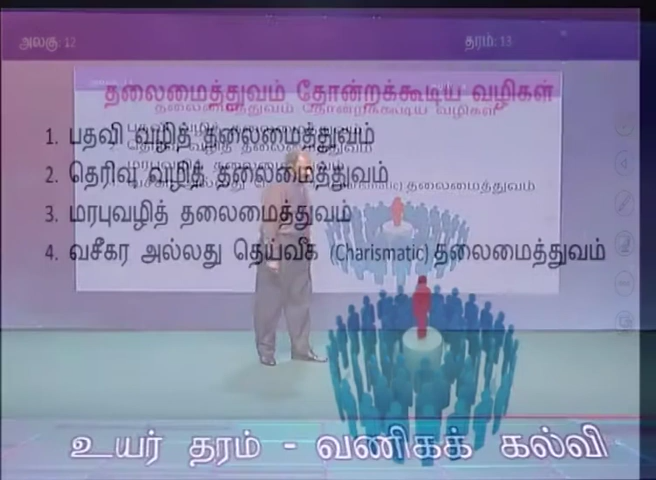 அலகு: 12
தரம்: 13
தலைமைத்துவம் தோன்றக்கூடிய வழிகள்
1. பதவி வழித் தலைமைத்துவம்
2. தெரிவு வழித் தலைமைத்துவம்
3. மரபுவழித் தலைமைத்துவம்
4. வசீகர அல்லது தெய்வீக (Charismatic) தலைமைத்துவம்
உயர் தரம் - வணிகக் கல்வி